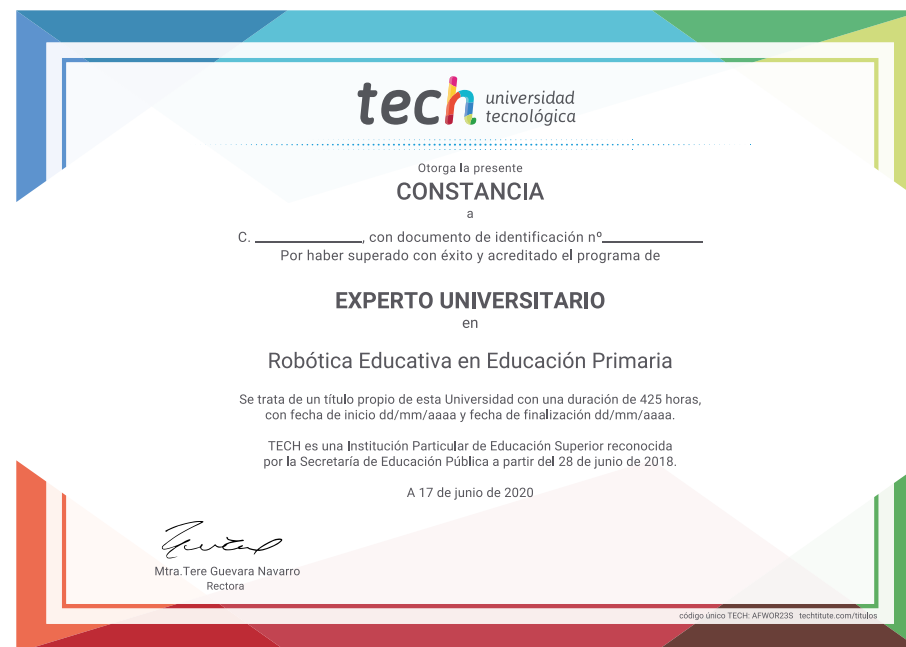 tech universidad
tecnológica
Otorga la presente
CONSTANCIA
a
C. ____________, con documento de identificación nº____________
Por haber superado con éxito y acreditado el programa de
EXPERTO UNIVERSITARIO
en
Robótica Educativa en Educación Primaria
Se trata de un título propio de esta Universidad con una duración de 425 horas,
con fecha de inicio dd/mm/aaaa y fecha de finalización dd/mm/aaaa.
TECH es una Institución Particular de Educación Superior reconocida
por la Secretaría de Educación Pública a partir del 28 de junio de 2018.
A 17 de junio de 2020
Mtra.Tere Guevara Navarro
Rectora
código único TECH: AFWOR23S techtitute.com/titulos